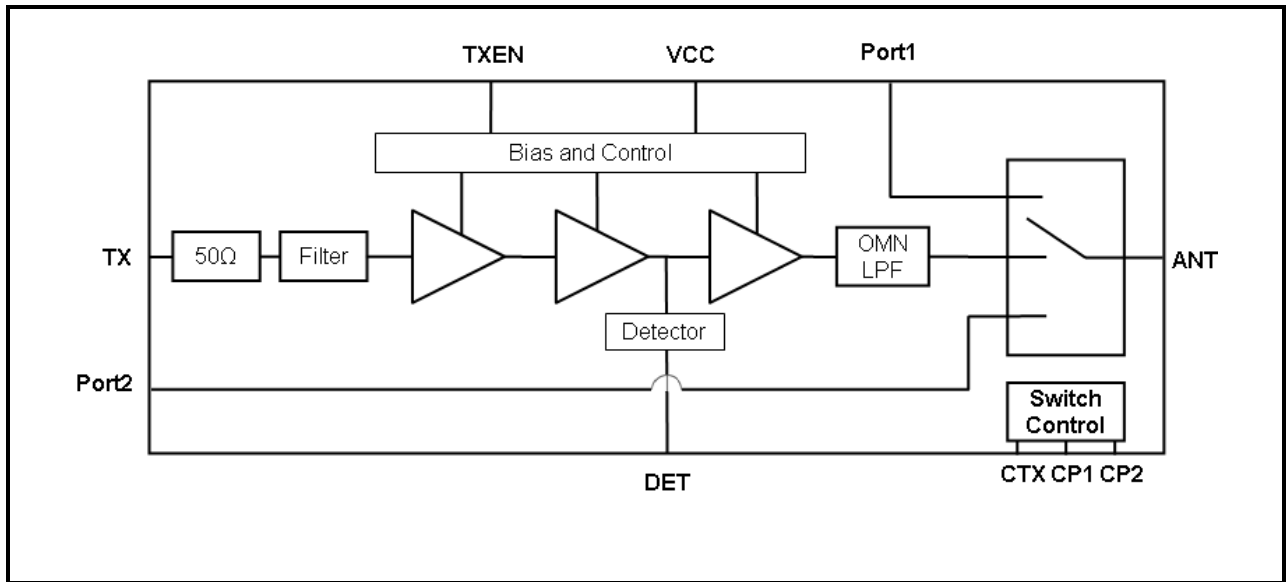 TXEN
VCC
Port1
Bias and Control
TX
50Ω
Filter
OMN
LPF
ANT
Detector
Port2
Switch
Control
DET
CTX CP1 CP2